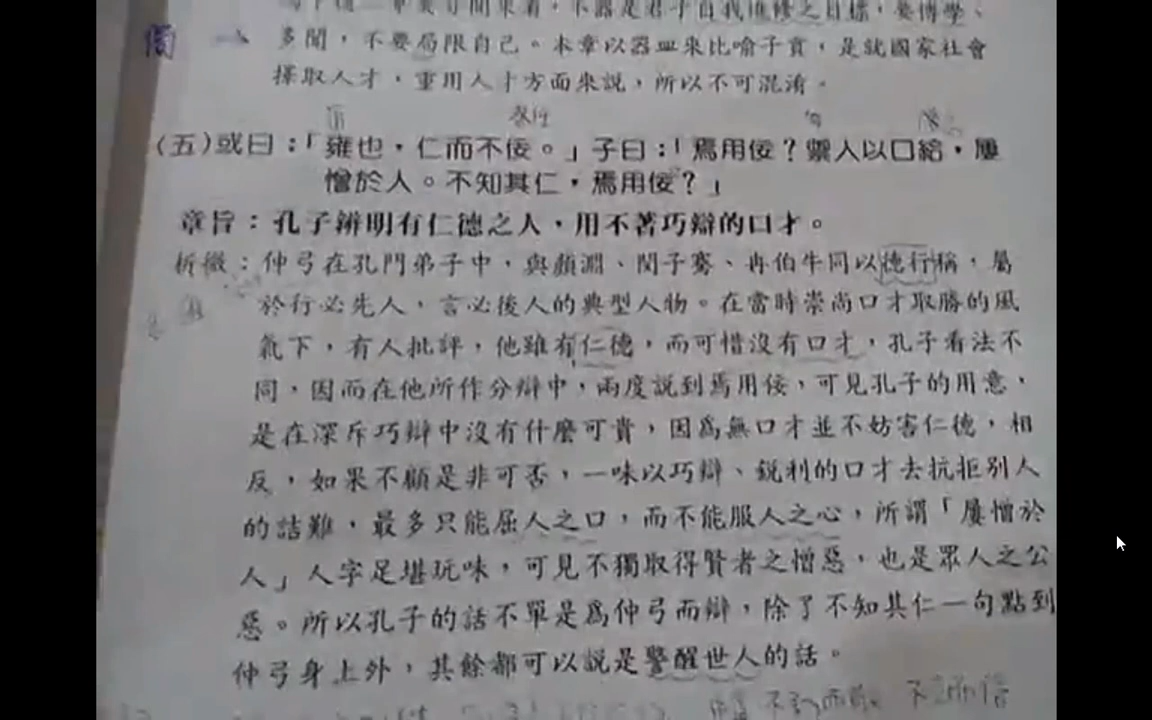 多聞，不要局限自己。本章以器皿來比喻子貢，是就國家社會
擇取人才，重用人才方面來說，所以不可混淆。
(五)或曰：「雍也，仁而不佞。」子曰：「焉用佞？禦人以口給，屢
憎於人。不知其仁，焉用佞？」
章旨：孔子辨明有仁德之人，用不著巧辯的口才。
析微：仲弓在孔門弟子中，與顏淵、閔子騫、冉伯牛同以德行稱，屬
於行必先人，言必後人的典型人物。在當時崇尚口才取勝的風
氣下，有人批評，他雖有仁德，而可惜沒有口才，孔子看法不
同，因而在他所作分辯中，兩度說到焉用佞，可見孔子的用意，
是在深斥巧辯中沒有什麼可貴，因為無口才並不妨害仁德，相
反，如果不顧是非可否，一味以巧辯、銳利的口才去抗拒別人
的詰難，最多只能屈人之口，而不能服人之心，所謂「屢憎於
人」人字足堪玩味，可見不獨取得賢者之憎惡，也是眾人之公
惡。所以孔子的話不單是為仲弓而辯，除了不知其仁一句點到
仲弓身上外，其餘都可以說是警醒世人的話。